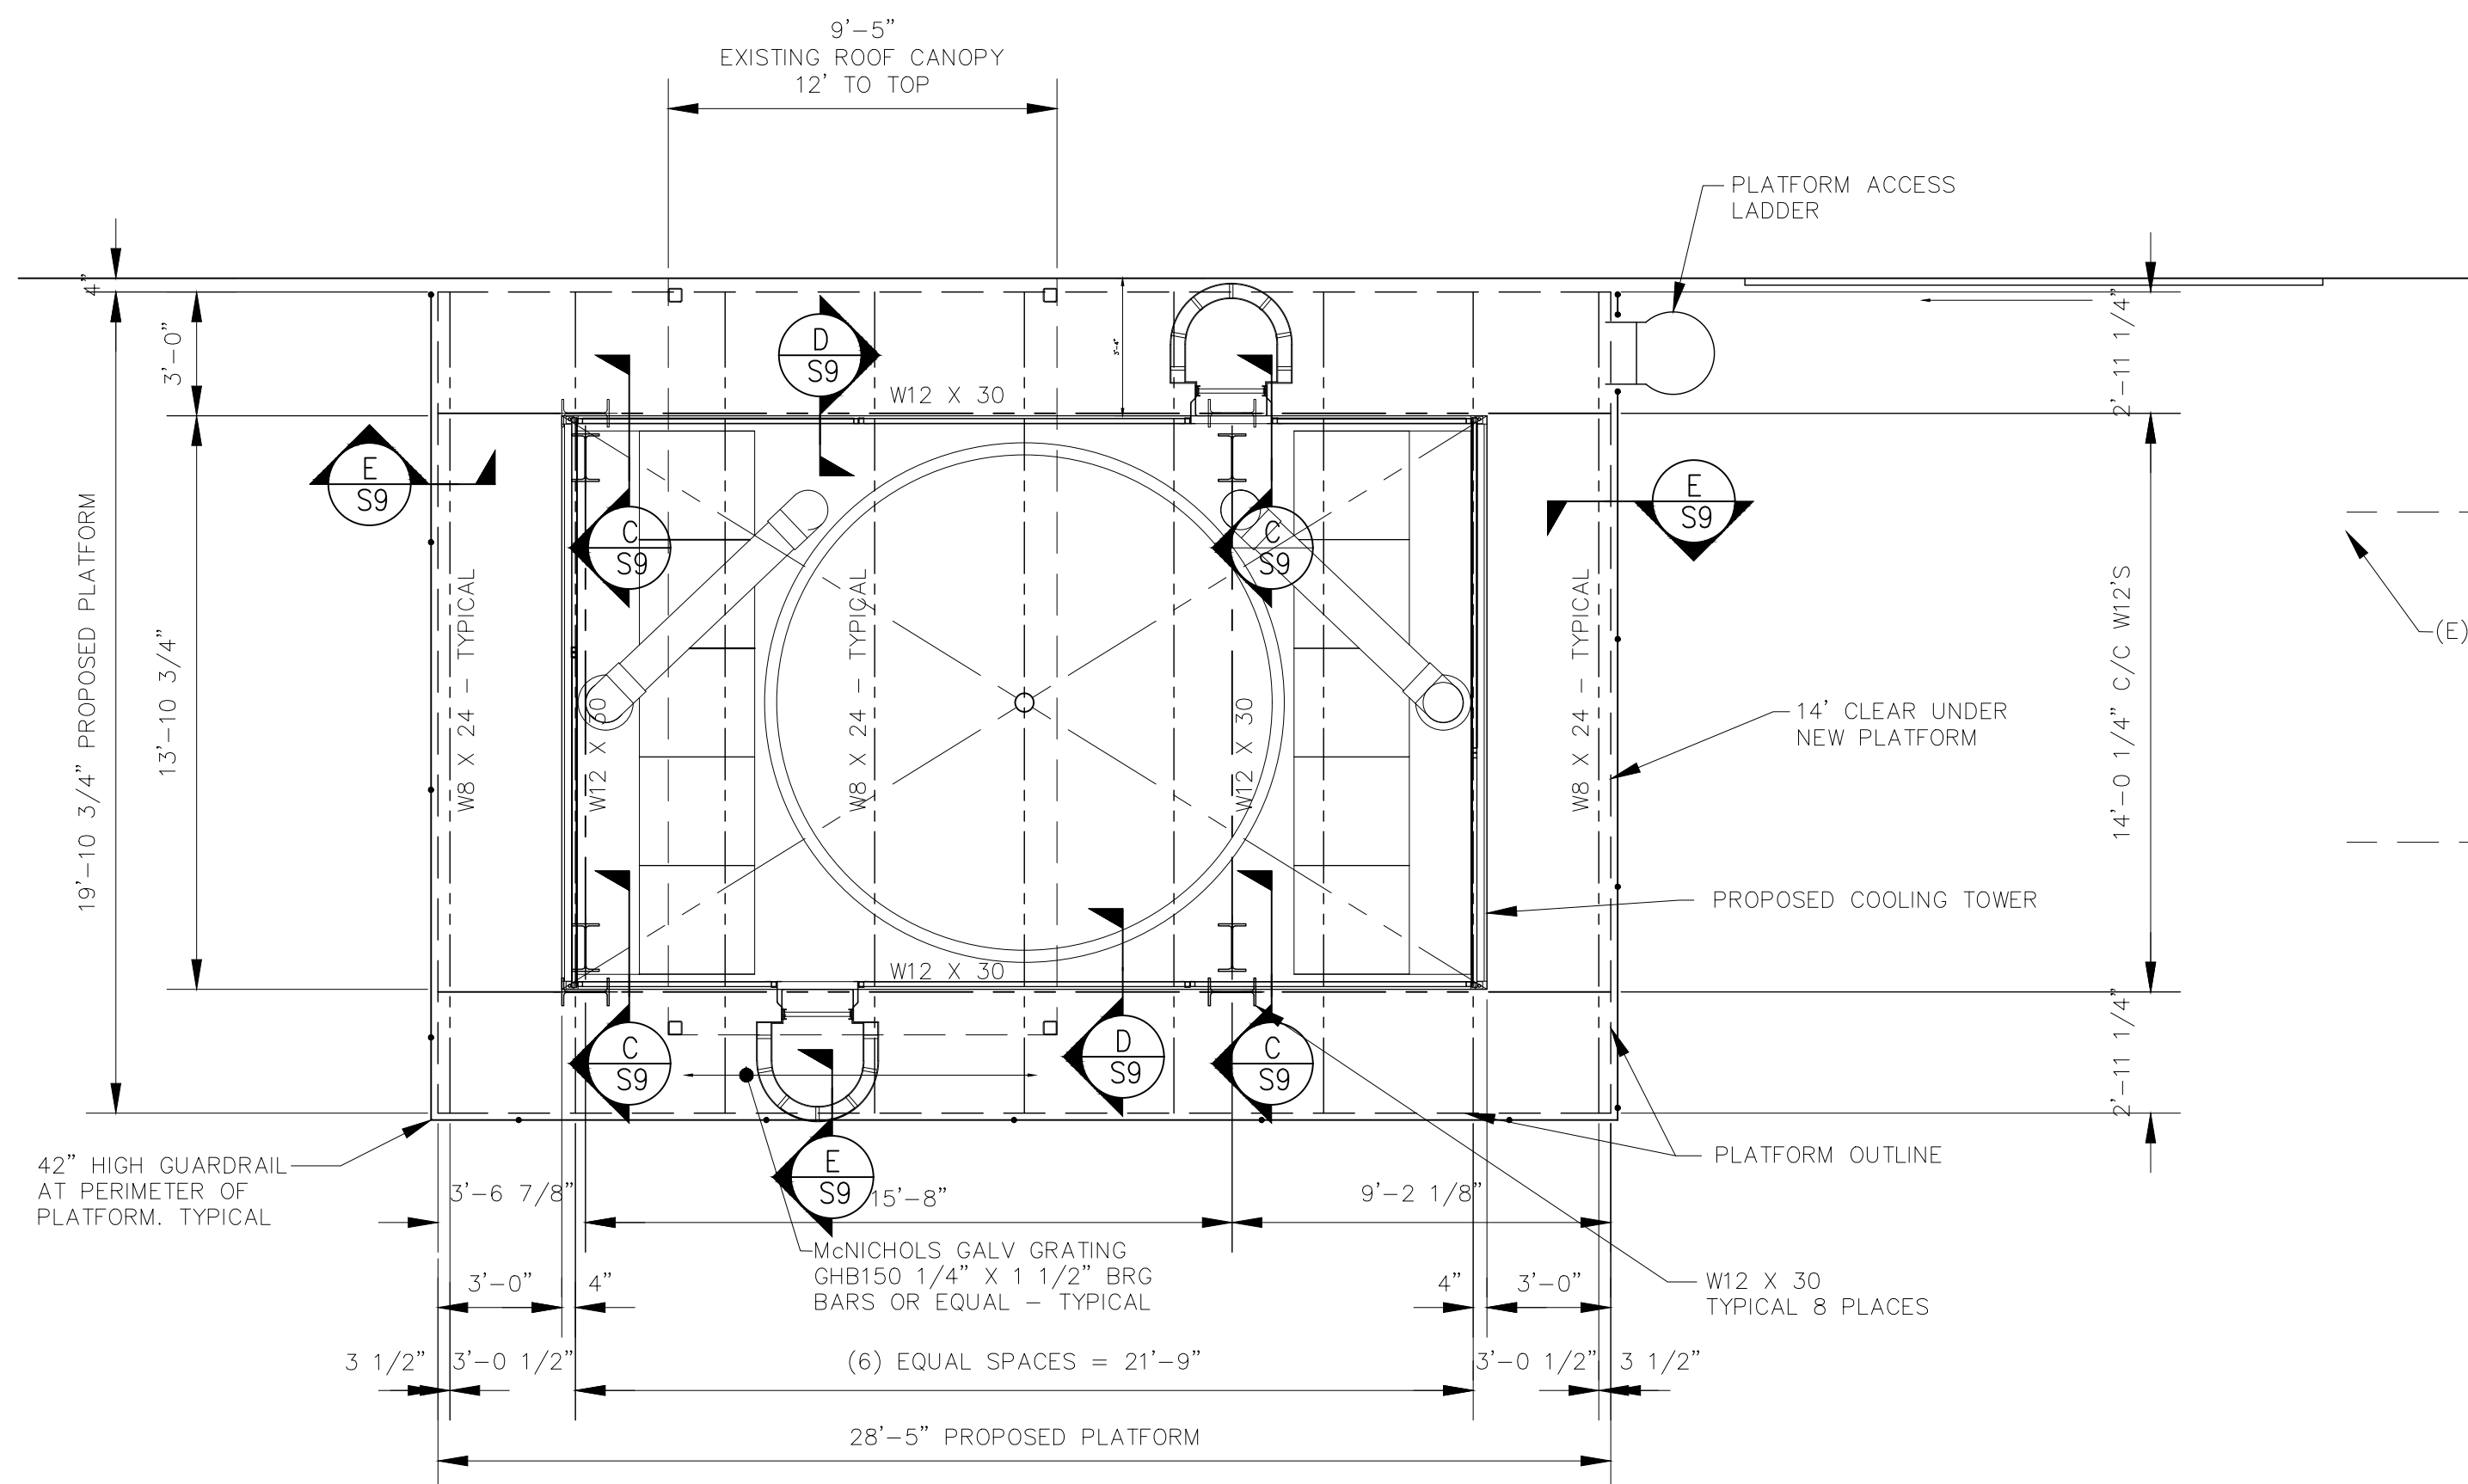 9'-5"
EXISTING ROOF CANOPY
12' TO TOP
PLATFORM ACCESS
LADDER
4"
3'-0"
2'-11 1/4"
3'-4"
D
S9
W12 X 30
E
S9
E
S9
C
S9
C
S9
19'-10 3/4" PROPOSED PLATFORM
13'-10 3/4"
W8 X 24 - TYPICAL
W12 X 30
W8 X 24 - TYPICAL
W12 X 30
W8 X 24 - TYPICAL
14'-0 1/4" C/C W12'S
(E)
14' CLEAR UNDER
NEW PLATFORM
PROPOSED COOLING TOWER
W12 X 30
C
S9
D
S9
C
S9
2'-11 1/4"
42" HIGH GUARDRAIL
AT PERIMETER OF
PLATFORM. TYPICAL
E
S9
PLATFORM OUTLINE
3'-6 7/8"
15'-8"
9'-2 1/8"
McNICHOLS GALV GRATING
GHB150 1/4" X 1 1/2" BRG
BARS OR EQUAL - TYPICAL
3'-0"
4"
4"
3'-0"
W12 X 30
TYPICAL 8 PLACES
3 1/2"
3'-0 1/2"
(6) EQUAL SPACES = 21'-9"
3'-0 1/2"
3 1/2"
28'-5" PROPOSED PLATFORM